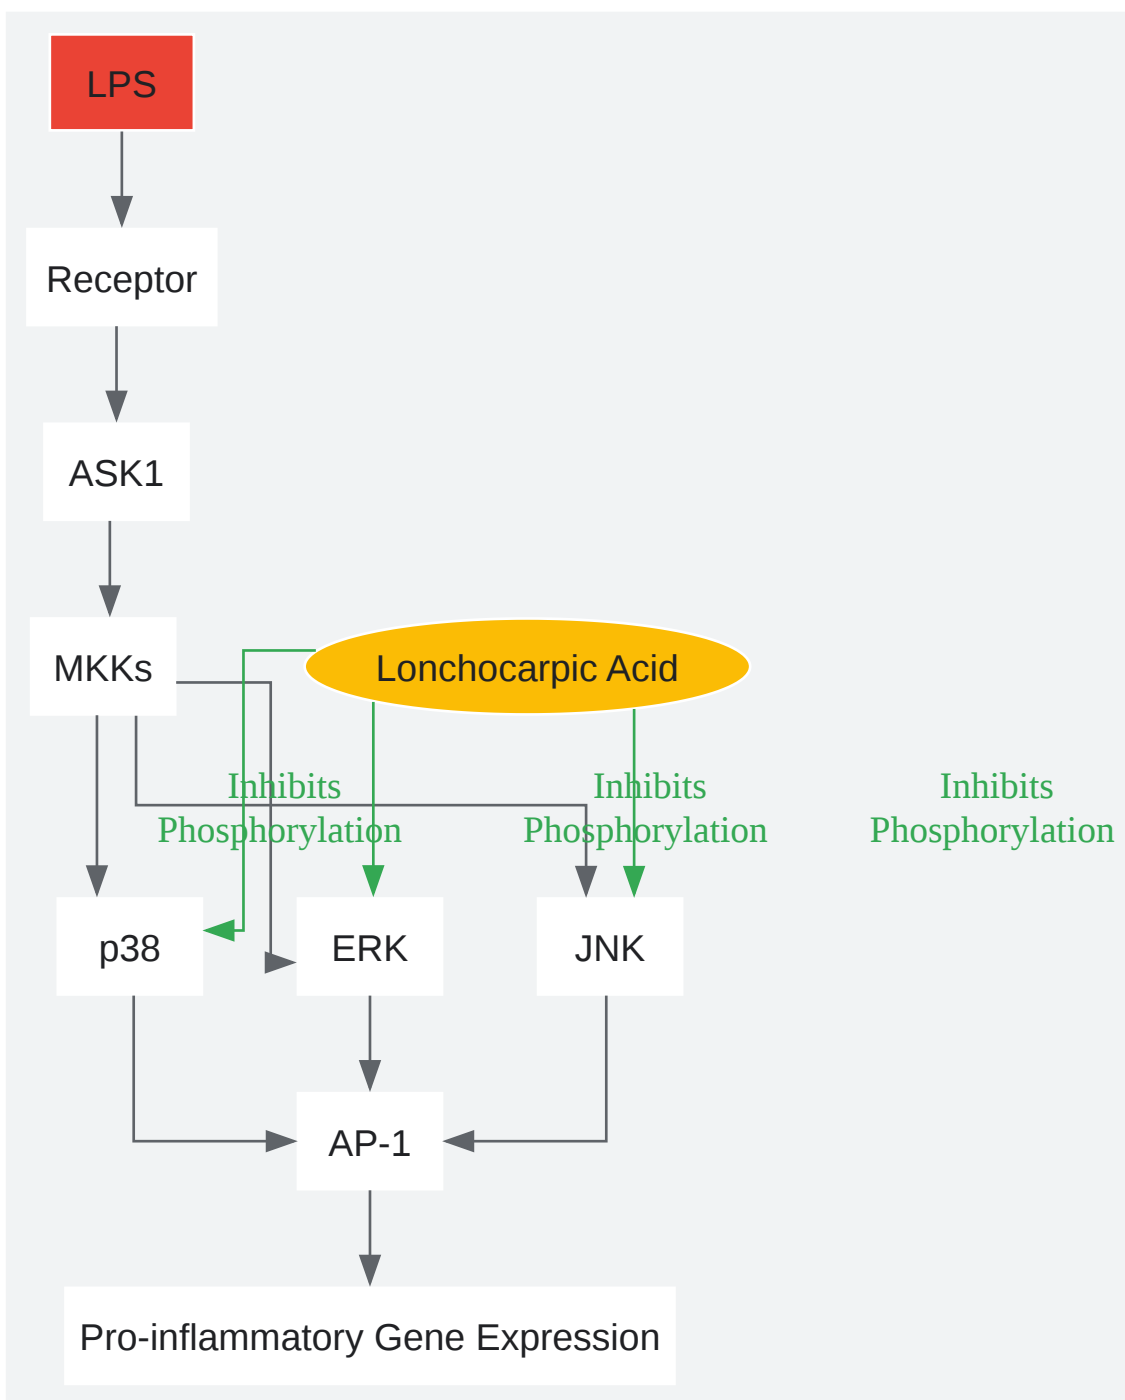 LPS
Receptor
ASK1
MKKs
Lonchocarpic Acid
Inhibits
Phosphorylation
Inhibits
Phosphorylation
Inhibits
Phosphorylation
p38
ERK
JNK
AP-1
Pro-inflammatory Gene Expression